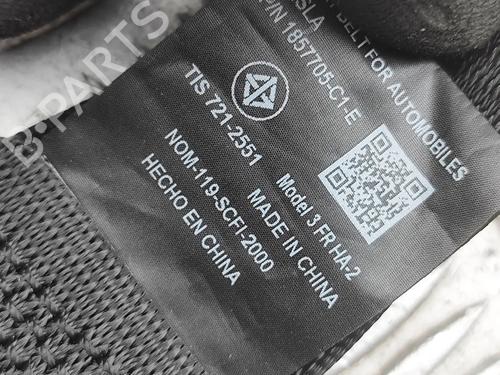 BELT FOR AUTOMOBILES
SLA
P/N 1857705-C1-E
TIS 721-2551
Model 3 FR HA-2
NOM-119-SCFI-2000
MADE IN CHINA
HECHO EN CHINA
B-PARTS